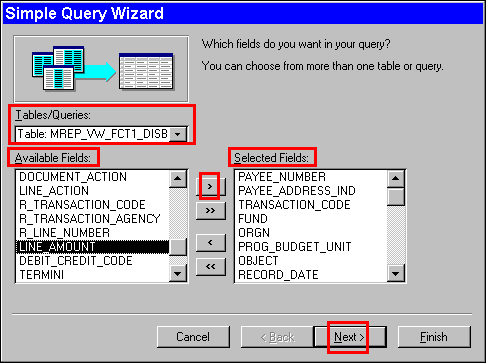 Simple Query Wizard
Which fields do you want in your query?
You can choose from more than one table or query.
Tables/Queries:
Table: MREP_VW_FCT1_DISB
Available Fields:
Selected Fields:
DOCUMENT_ACTION
LINE_ACTION
R_TRANSACTION_CODE
R_TRANSACTION_AGENCY
R_LINE_NUMBER
LINE_AMOUNT
DEBIT_CREDIT_CODE
TERMINI
>
>>
<
<<
PAYEE_NUMBER
PAYEE_ADDRESS_IND
TRANSACTION_CODE
FUND
ORGN
PROG_BUDGET_UNIT
OBJECT
RECORD_DATE
Cancel
< Back
Next >
Finish